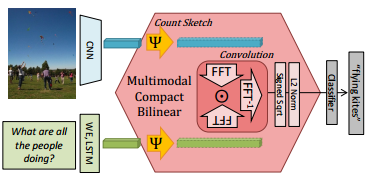 Count Sketch
CNN
Ψ
Convolution
Multimodal
Compact
Bilinear
FFT
FFT
FFT-1
Signed Sqrt
L2 Norm
Classifier
"flying kites"
What are all
the people
doing?
WE, LSTM
Ψ